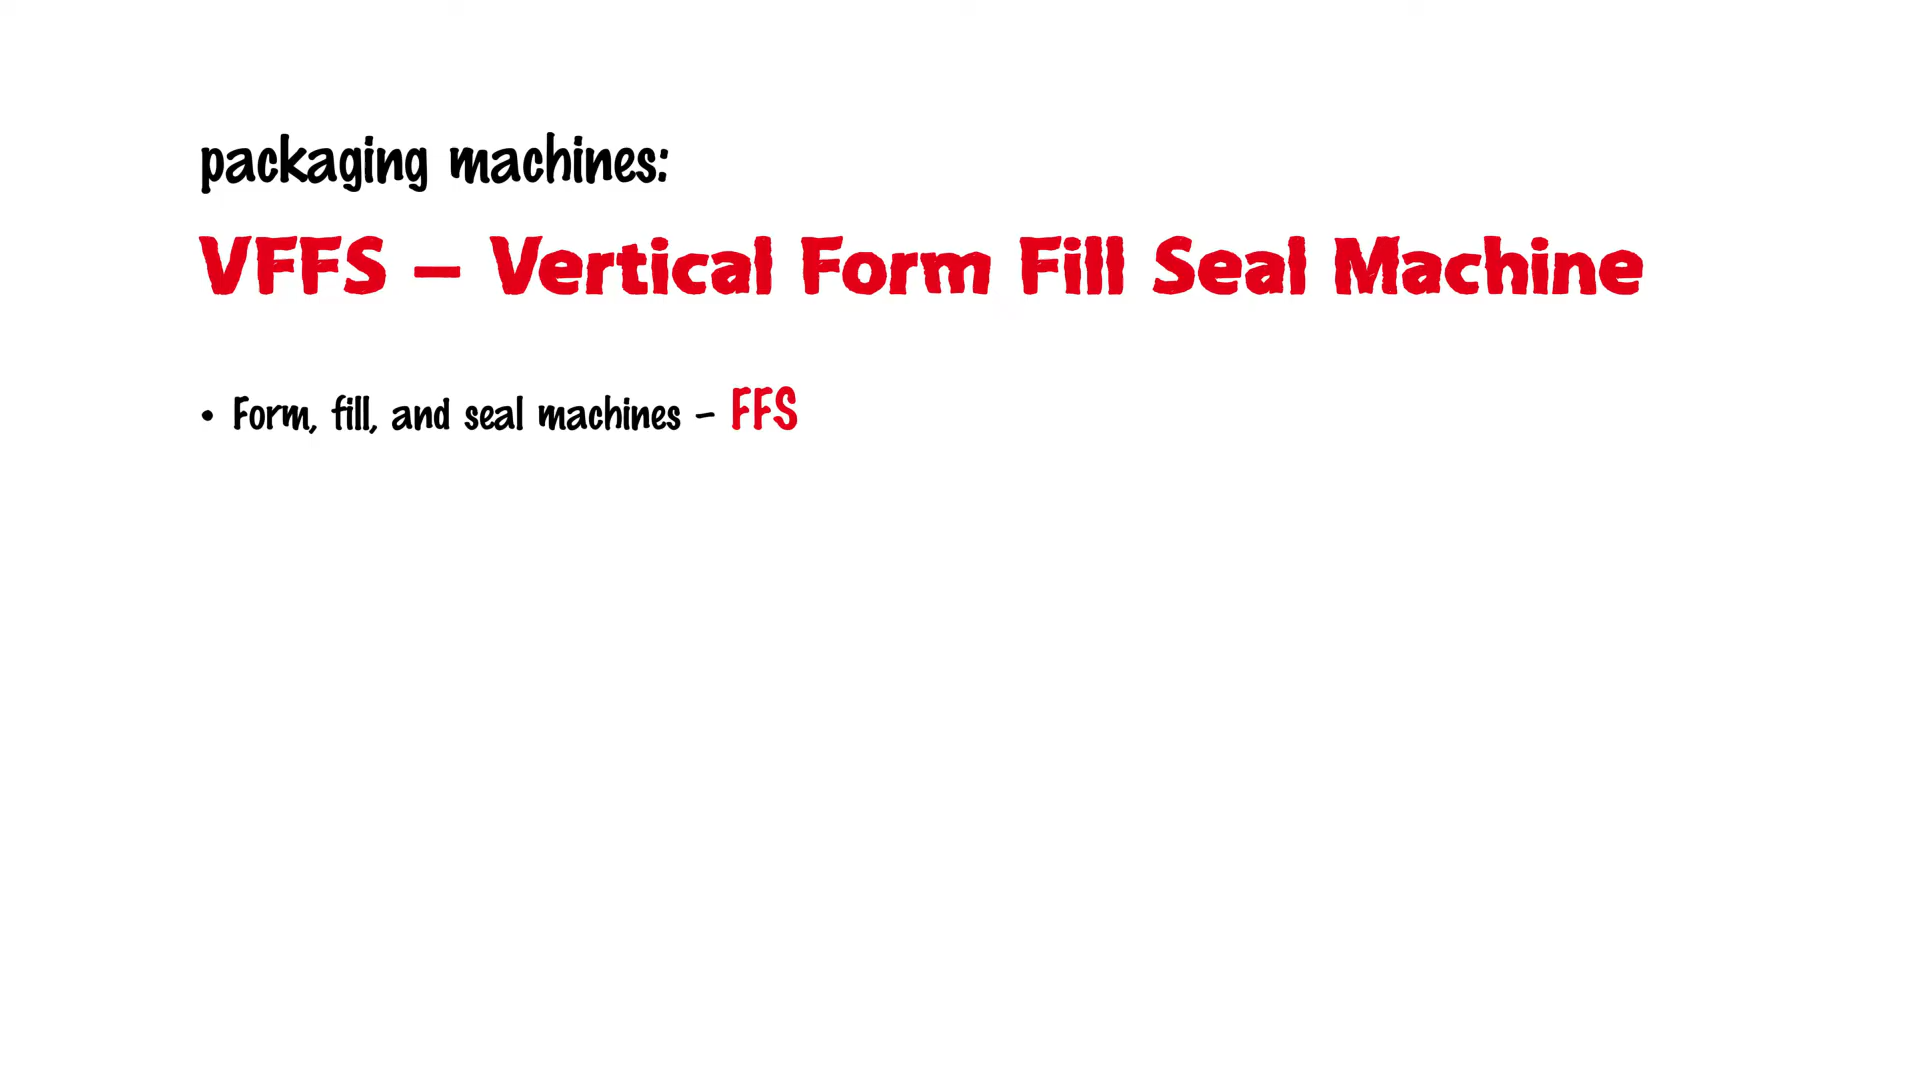 packaging machines:
VFFS – Vertical Form Fill Seal Machine
• Form, fill, and seal machines – FFS